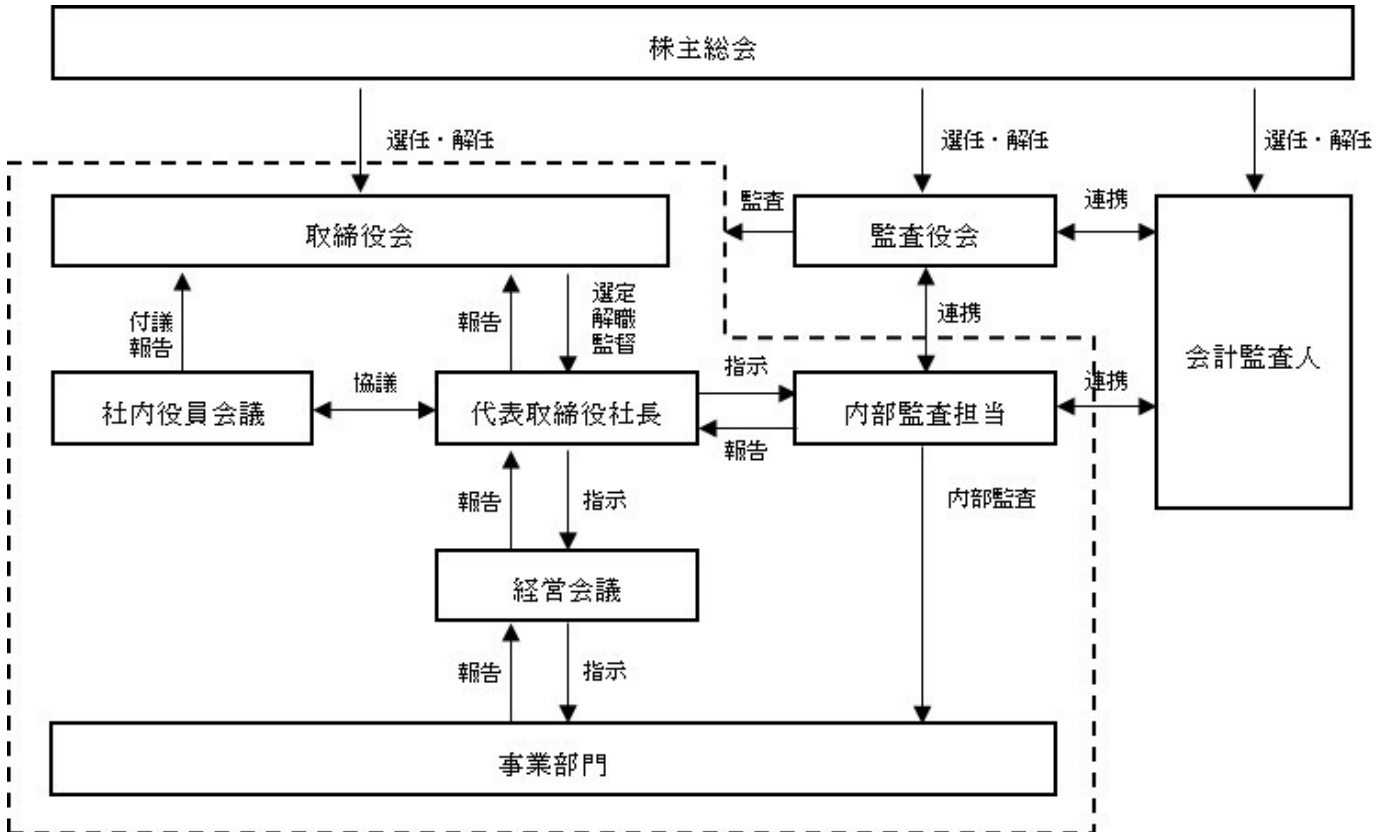 株主総会
選任・解任
選任・解任
選任・解任
取締役会
監査
監査役会
連携
会計監査人
付議
報告
報告
選定
解職
監督
連携
社内役員会議
協議
代表取締役社長
指示
報告
内部監査担当
連携
報告
指示
内部監査
経営会議
報告
指示
事業部門